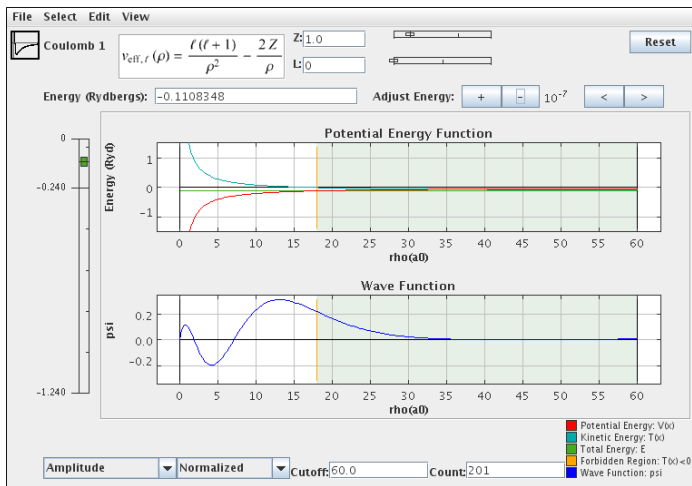 File Select Edit View
Coulomb 1
v_eff,ℓ (ρ) = ℓ(ℓ + 1) / ρ² − 2 Z / ρ
Z: 1.0
L: 0
Reset
Energy (Rydbergs): -0.1108348
Adjust Energy: + - 10^-7 < >
0
-0.240
-1.240
Potential Energy Function
Energy (Ryd)
1
0
-1
0 5 10 15 20 25 30 35 40 45 50 55 60
rho(a0)
Wave Function
psi
0.2
0.0
-0.2
0 5 10 15 20 25 30 35 40 45 50 55 60
rho(a0)
Potential Energy: V(x)
Kinetic Energy: T(x)
Total Energy: E
Forbidden Region: T(x)<0
Wave Function: psi
Amplitude Normalized Cutoff: 60.0 Count: 201